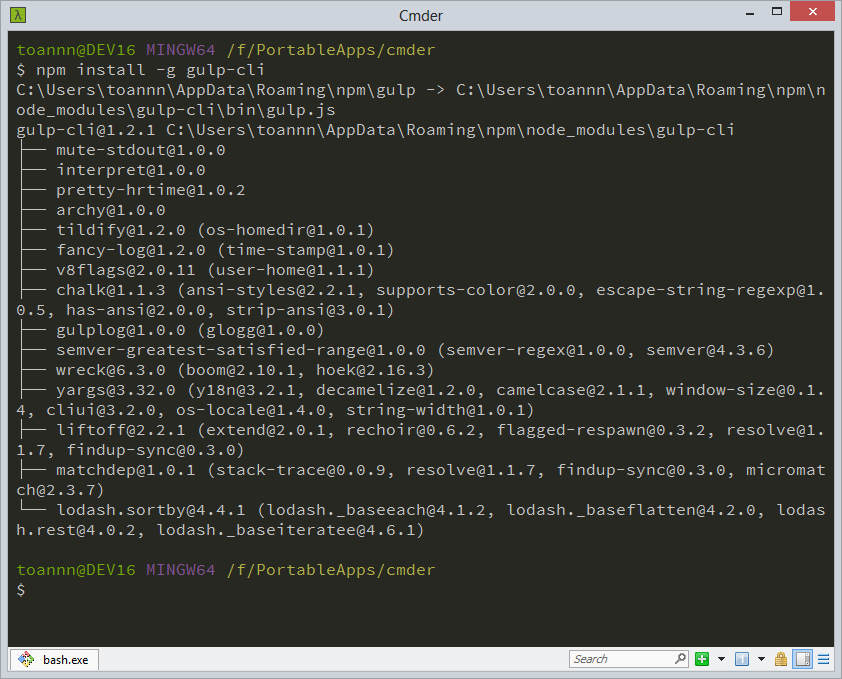 λ
Cmder
toannn@DEV16 MINGW64 /f/PortableApps/cmder
$ npm install -g gulp-cli
C:\Users\toannn\AppData\Roaming\npm\gulp -> C:\Users\toannn\AppData\Roaming\npm\n
ode_modules\gulp-cli\bin\gulp.js
gulp-cli@1.2.1 C:\Users\toannn\AppData\Roaming\npm\node_modules\gulp-cli
├── mute-stdout@1.0.0
├── interpret@1.0.0
├── pretty-hrtime@1.0.2
├── archy@1.0.0
├── tildify@1.2.0 (os-homedir@1.0.1)
├── fancy-log@1.2.0 (time-stamp@1.0.1)
├── v8flags@2.0.11 (user-home@1.1.1)
├── chalk@1.1.3 (ansi-styles@2.2.1, supports-color@2.0.0, escape-string-regexp@1.
0.5, has-ansi@2.0.0, strip-ansi@3.0.1)
├── gulplog@1.0.0 (glogg@1.0.0)
├── semver-greatest-satisfied-range@1.0.0 (semver-regex@1.0.0, semver@4.3.6)
├── wreck@6.3.0 (boom@2.10.1, hoek@2.16.3)
├── yargs@3.32.0 (y18n@3.2.1, decamelize@1.2.0, camelcase@2.1.1, window-size@0.1.
4, cliui@3.2.0, os-locale@1.4.0, string-width@1.0.1)
├── liftoff@2.2.1 (extend@2.0.1, rechoir@0.6.2, flagged-respawn@0.3.2, resolve@1.
1.7, findup-sync@0.3.0)
├── matchdep@1.0.1 (stack-trace@0.0.9, resolve@1.1.7, findup-sync@0.3.0, micromat
ch@2.3.7)
└── lodash.sortby@4.4.1 (lodash._baseeach@4.1.2, lodash._baseflatten@4.2.0, lodas
h.rest@4.0.2, lodash._baseiteratee@4.6.1)
toannn@DEV16 MINGW64 /f/PortableApps/cmder
$
bash.exe
Search